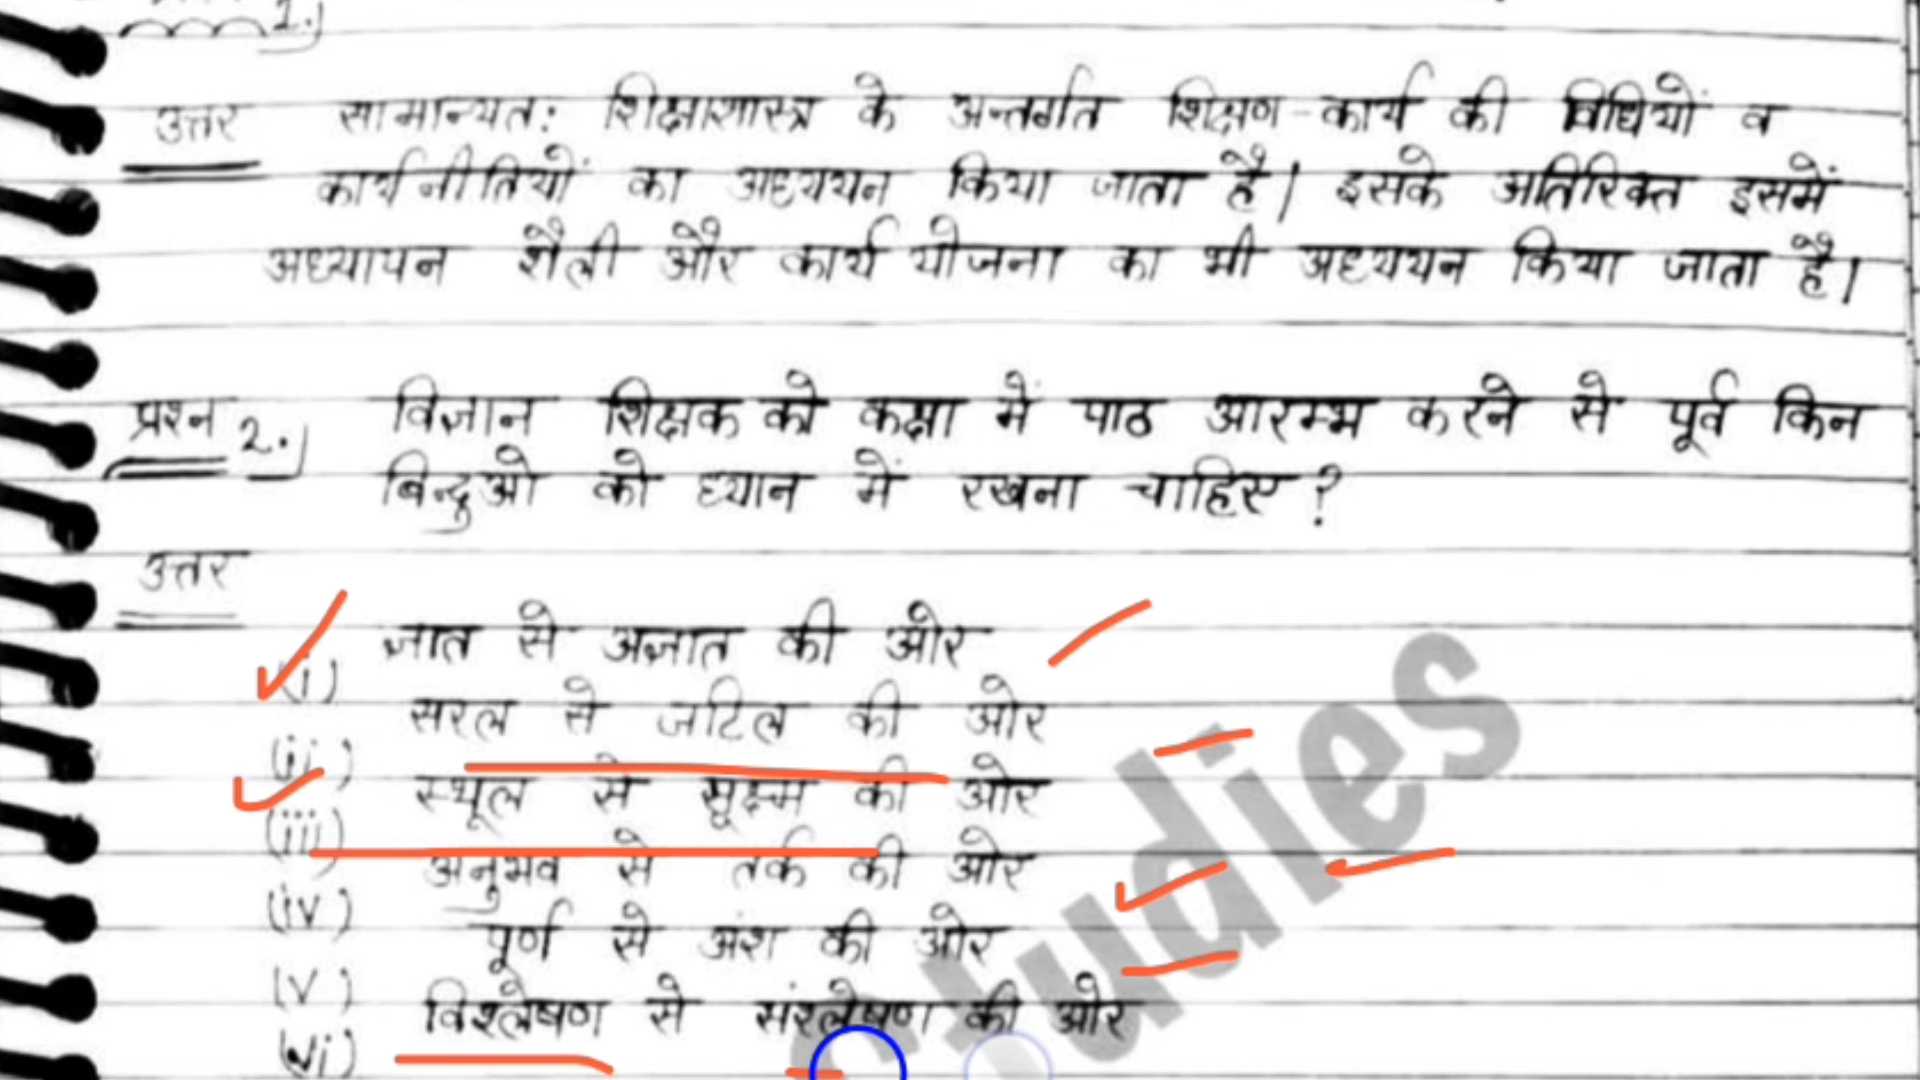 1.
उत्तर सामान्यत: शिक्षाशास्त्र के अन्तर्गत शिक्षण-कार्य की विधियों व
कार्यनीतियों का अध्ययन किया जाता है। इसके अतिरिक्त इसमें
अध्यापन शैली और कार्य योजना का भी अध्ययन किया जाता है।
प्रश्न 2. विज्ञान शिक्षक को कक्षा में पाठ आरम्भ करने से पूर्व किन
बिन्दुओ को ध्यान में रखना चाहिए?
उत्तर
(i) ज्ञात से अज्ञात की ओर
(ii) सरल से जटिल की ओर
(iii) स्थूल से सूक्ष्म की ओर
(iv) अनुभव से तर्क की ओर
(v) पूर्ण से अंश की ओर
(vi) विश्लेषण से संश्लेषण की ओर
Studies